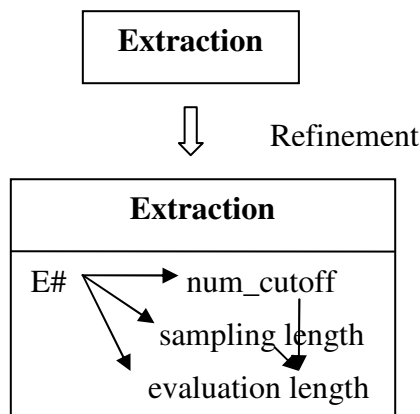 Extraction
Refinement
Extraction
E# num_cutoff
sampling length
evaluation length